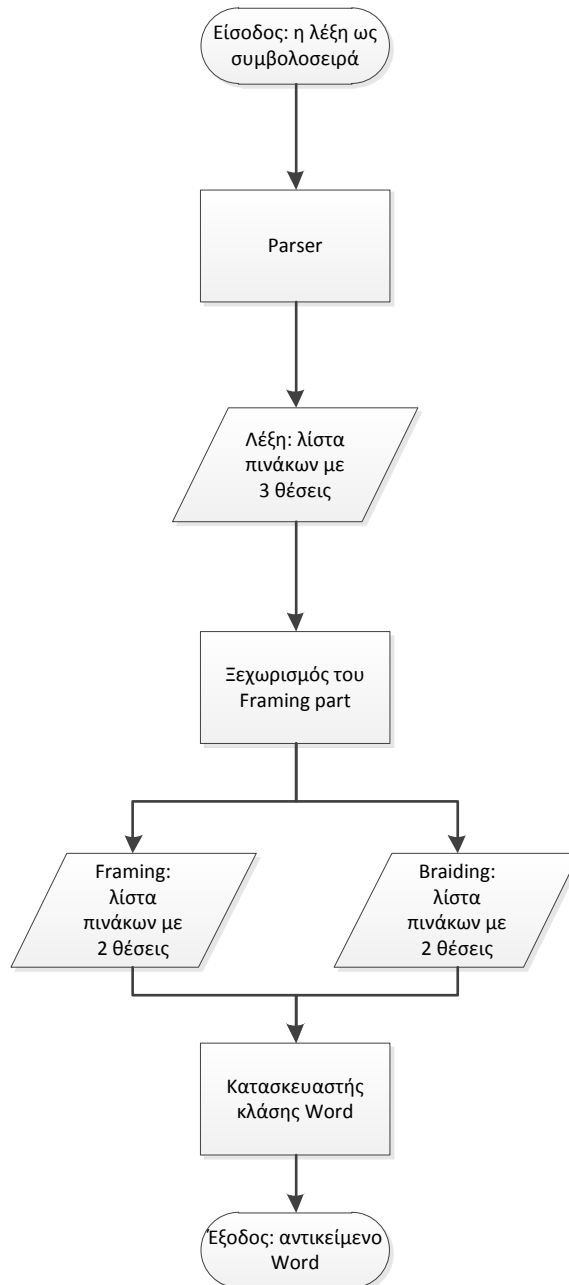 Είσοδος: η λέξη ως
συμβολοσειρά
Parser
Λέξη: λίστα
πινάκων με
3 θέσεις
Ξεχωρισμός του
Framing part
Framing:
λίστα
πινάκων με
2 θέσεις
Braiding:
λίστα
πινάκων με
2 θέσεις
Κατασκευαστής
κλάσης Word
Έξοδος: αντικείμενο
Word